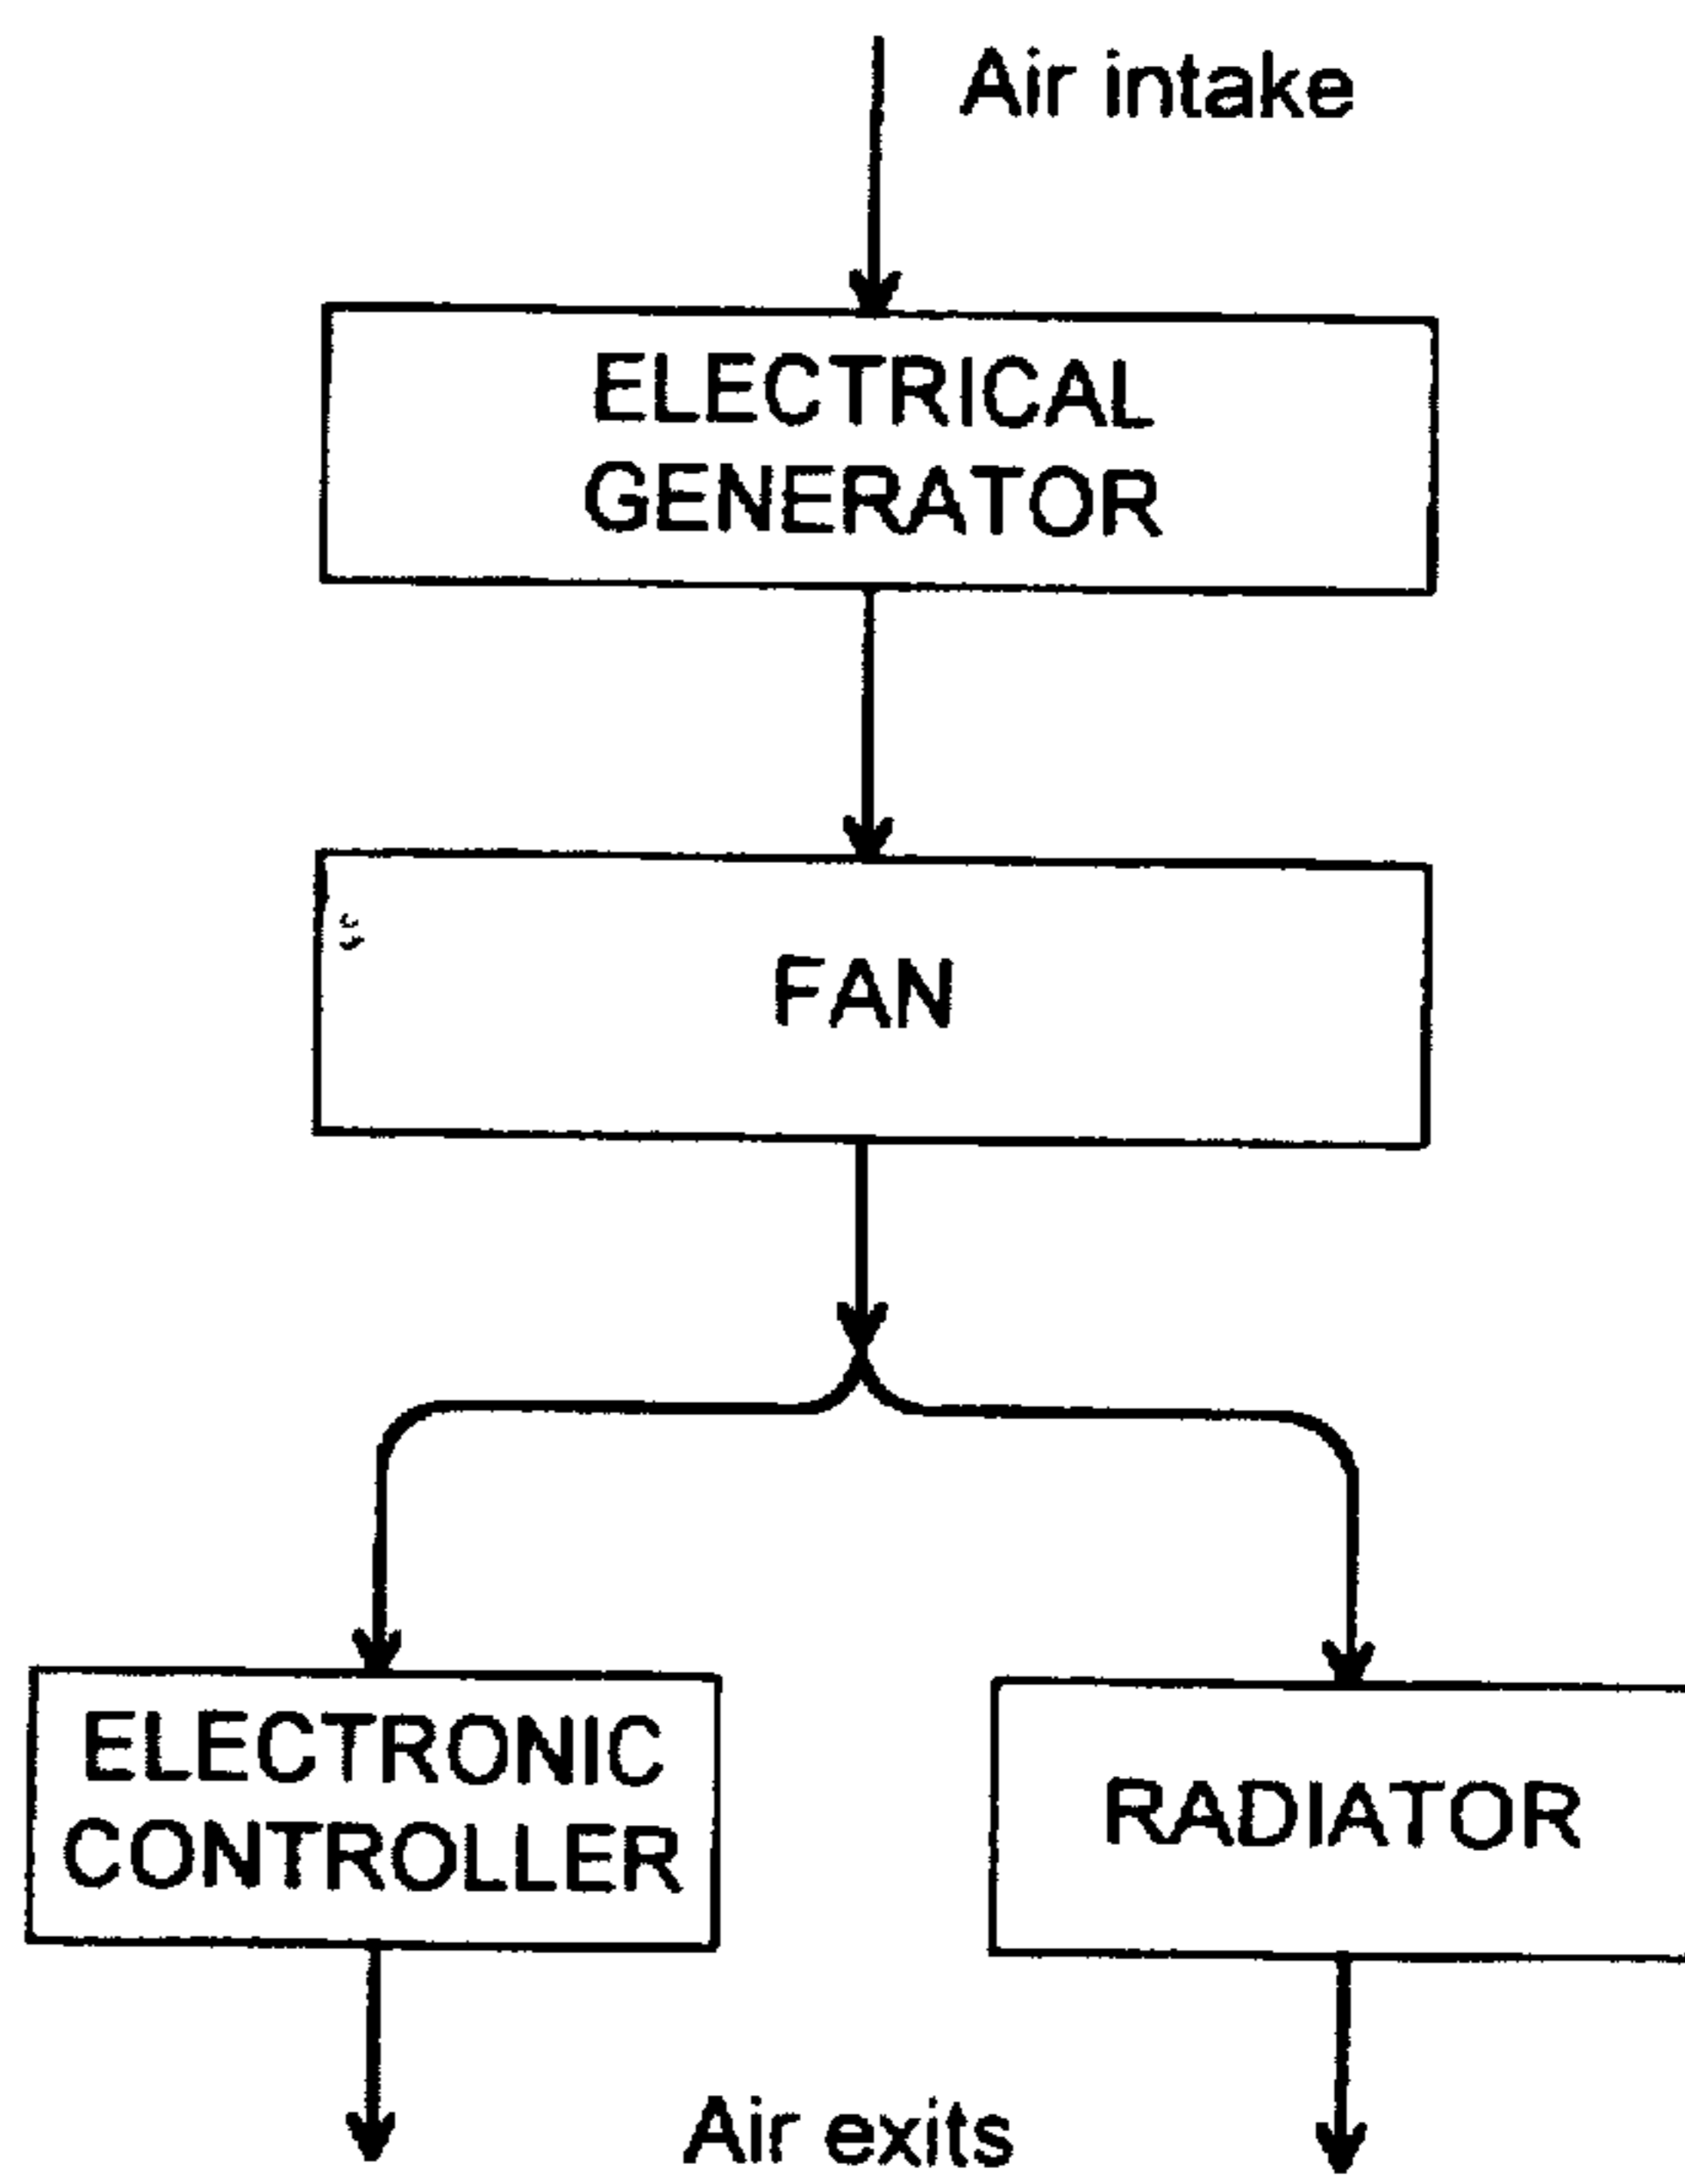 Air intake
ELECTRICAL
GENERATOR
FAN
ELECTRONIC
CONTROLLER
RADIATOR
Air exits